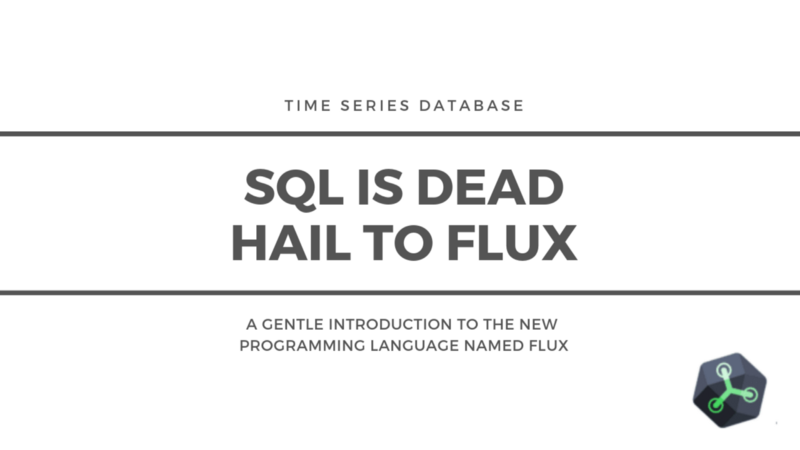 TIME SERIES DATABASE
SQL IS DEAD
HAIL TO FLUX
A GENTLE INTRODUCTION TO THE NEW
PROGRAMMING LANGUAGE NAMED FLUX